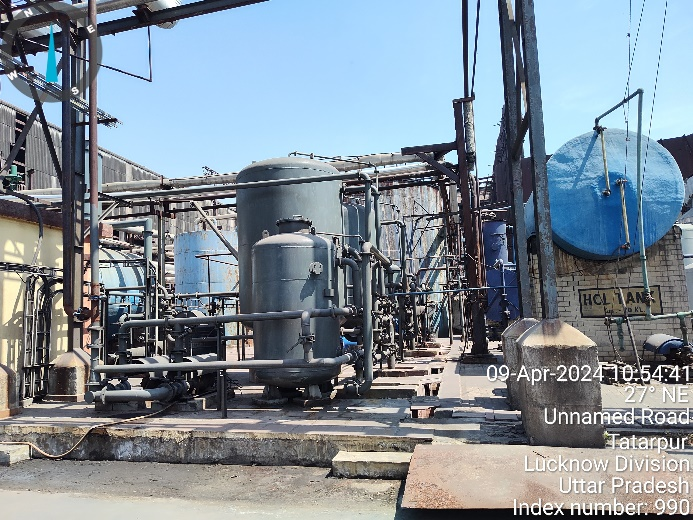 N
E
S
W
HCL TANK
KL
09-Apr-2024 10:54:41
27° NE
Unnamed Road
Tatarpur
Lucknow Division
Uttar Pradesh
Index number: 990